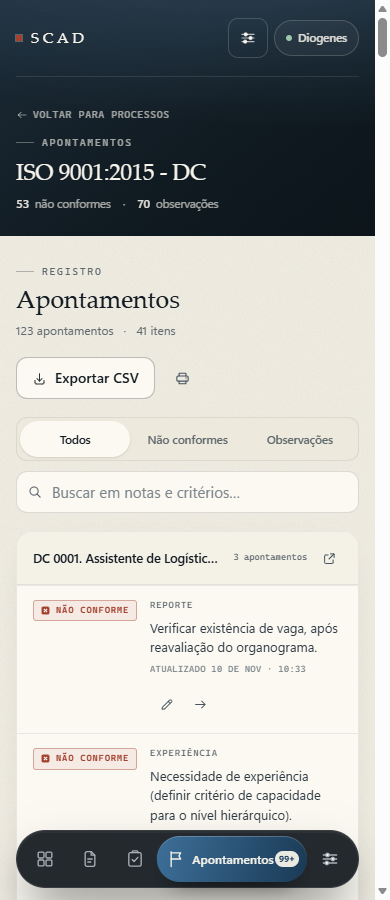 SCAD
Diogenes
← VOLTAR PARA PROCESSOS
APONTAMENTOS
ISO 9001:2015 - DC
53 não conformes · 70 observações
REGISTRO
Apontamentos
123 apontamentos · 41 itens
Exportar CSV
Todos Não conformes Observações
Buscar em notas e critérios...
DC 0001. Assistente de Logístic... 3 apontamentos
NÃO CONFORME
REPORTE
Verificar existência de vaga, após
reavaliação do organograma.
ATUALIZADO 10 DE NOV · 10:33
NÃO CONFORME
EXPERIÊNCIA
Necessidade de experiência
(definir critério de capacidade
para o nível hierárquico).
Apontamentos 99+